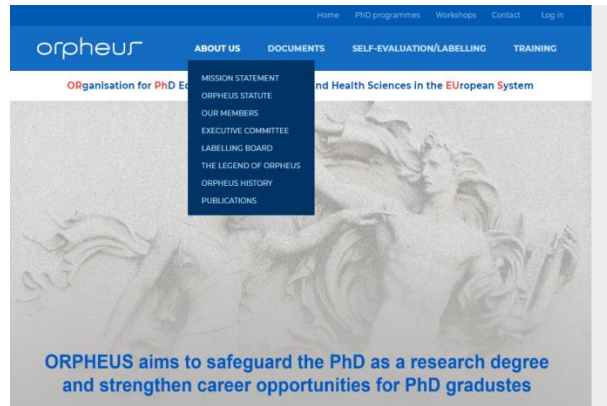 Home PhD programmes Workshops Contact Log in
orpheus
ABOUT US DOCUMENTS SELF-EVALUATION/LABELLING TRAINING
ORganisation for PhD E nd Health Sciences in the EUropean System
MISSION STATEMENT
ORPHEUS STATUTE
OUR MEMBERS
EXECUTIVE COMMITTEE
LABELLING BOARD
THE LEGEND OF ORPHEUS
ORPHEUS HISTORY
PUBLICATIONS
ORPHEUS aims to safeguard the PhD as a research degree
and strengthen career opportunities for PhD gradustes